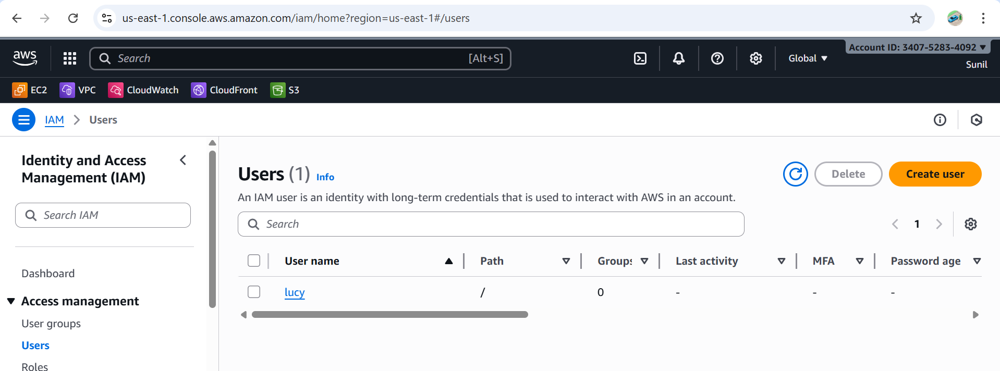 us-east-1.console.aws.amazon.com/iam/home?region=us-east-1#/users
aws
Search [Alt+S]
Global
Account ID: 3407-5283-4092
Sunil
EC2 VPC CloudWatch CloudFront S3
IAM > Users
Identity and Access
Management (IAM)
Search IAM
Dashboard
Access management
User groups
Users
Roles
Users (1) Info
Delete
Create user
An IAM user is an identity with long-term credentials that is used to interact with AWS in an account.
Search
1
User name Path Groups Last activity MFA Password age
lucy / 0 - - -